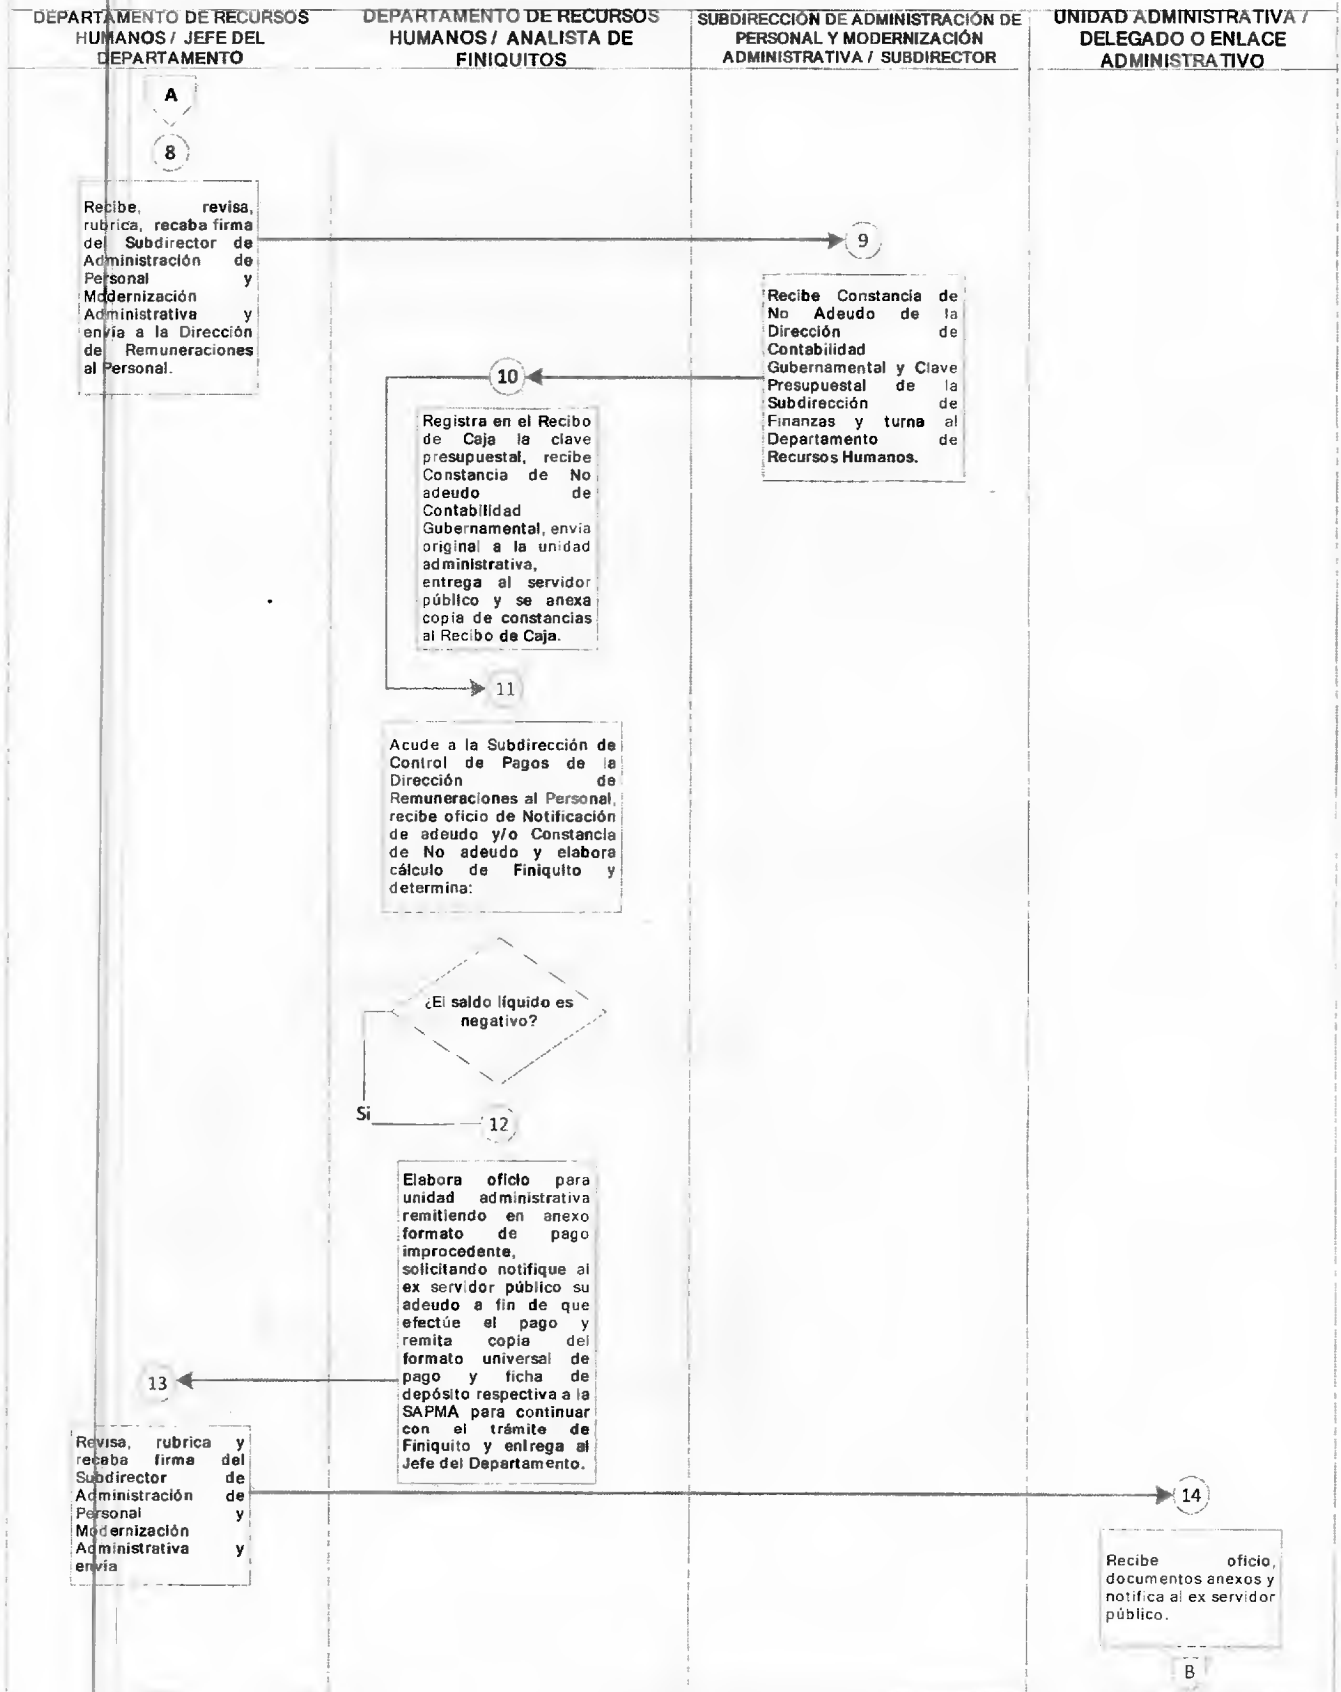 DEPARTAMENTO DE RECURSOS
HUMANOS / JEFE DEL
DEPARTAMENTO
DEPARTAMENTO DE RECURSOS
HUMANOS / ANALISTA DE
FINIQUITOS
SUBDIRECCIÓN DE ADMINISTRACIÓN DE
PERSONAL Y MODERNIZACIÓN
ADMINISTRATIVA / SUBDIRECTOR
UNIDAD ADMINISTRATIVA /
DELEGADO O ENLACE
ADMINISTRATIVO
A
8
Recibe, revisa,
rubrica, recaba firma
del Subdirector de
Administración de
Personal y
Modernización
Administrativa y
envía a la Dirección
de Remuneraciones
al Personal.
9
Recibe Constancia de
No Adeudo de la
Dirección de
Contabilidad
Gubernamental y Clave
Presupuestal de la
Subdirección de
Finanzas y turna al
Departamento de
Recursos Humanos.
10
Registra en el Recibo
de Caja la clave
presupuestal, recibe
Constancia de No
adeudo de
Contabilidad
Gubernamental, envia
original a la unidad
administrativa,
entrega al servidor
público y se anexa
copia de constancias
al Recibo de Caja.
11
Acude a la Subdirección de
Control de Pagos de la
Dirección de
Remuneraciones al Personal,
recibe oficio de Notificación
de adeudo y/o Constancia
de No adeudo y elabora
cálculo de Finiquito y
determina:
¿El saldo líquido es
negativo?
Si
12
Elabora oficio para
unidad administrativa
remitiendo en anexo
formato de pago
improcedente,
solicitando notifique al
ex servidor público su
adeudo a fin de que
efectúe el pago y
remita copia del
formato universal de
pago y ficha de
depósito respectiva a la
SAPMA para continuar
con el trámite de
Finiquito y entrega al
Jefe del Departamento.
13
Revisa, rubrica y
recaba firma del
Subdirector de
Administración de
Personal y
Modernización
Administrativa y
envía
14
Recibe oficio,
documentos anexos y
notifica al ex servidor
público.
B